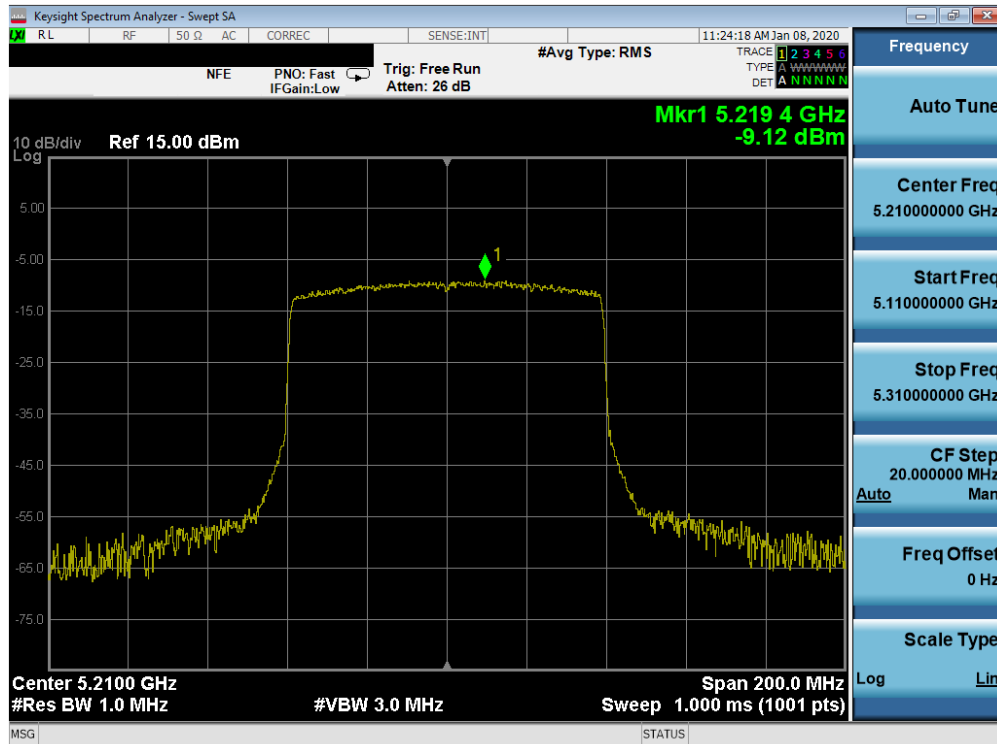 Keysight Spectrum Analyzer - Swept SA
LXI RL RF 50 Ω AC CORREC SENSE:INT 11:24:18 AM Jan 08, 2020
NFE PNO: Fast IFGain:Low Trig: Free Run Atten: 26 dB #Avg Type: RMS
TRACE 1 2 3 4 5 6
TYPE A WWWWW
DET A N N N N N
Mkr1 5.219 4 GHz
-9.12 dBm
10 dB/div Ref 15.00 dBm
Log
5.00
-5.00
1
-15.0
-25.0
-35.0
-45.0
-55.0
-65.0
-75.0
Center 5.2100 GHz Span 200.0 MHz
#Res BW 1.0 MHz #VBW 3.0 MHz Sweep 1.000 ms (1001 pts)
MSG STATUS
Frequency
Auto Tune
Center Freq
5.210000000 GHz
Start Freq
5.110000000 GHz
Stop Freq
5.310000000 GHz
CF Step
20.000000 MHz
Auto Man
Freq Offset
0 Hz
Scale Type
Log Lin